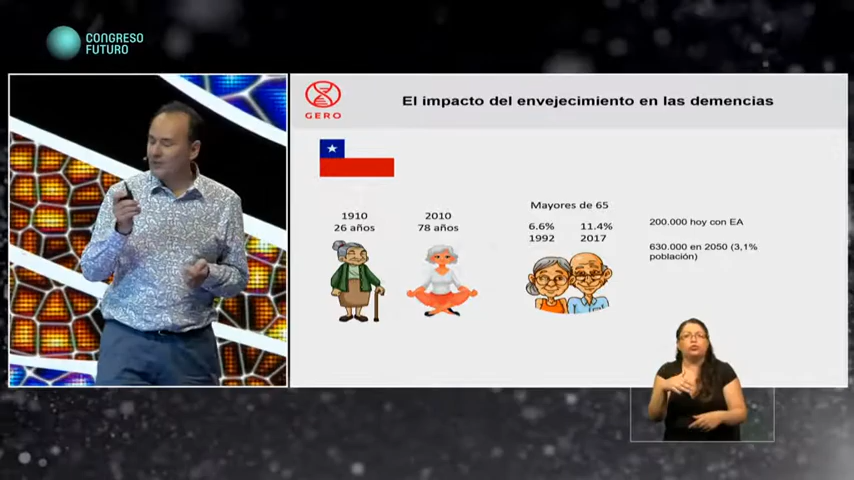 CONGRESO
FUTURO
GERO
El impacto del envejecimiento en las demencias
1910
26 años
2010
78 años
Mayores de 65
6.6%
1992
11.4%
2017
200.000 hoy con EA
630.000 en 2050 (3,1%
población)